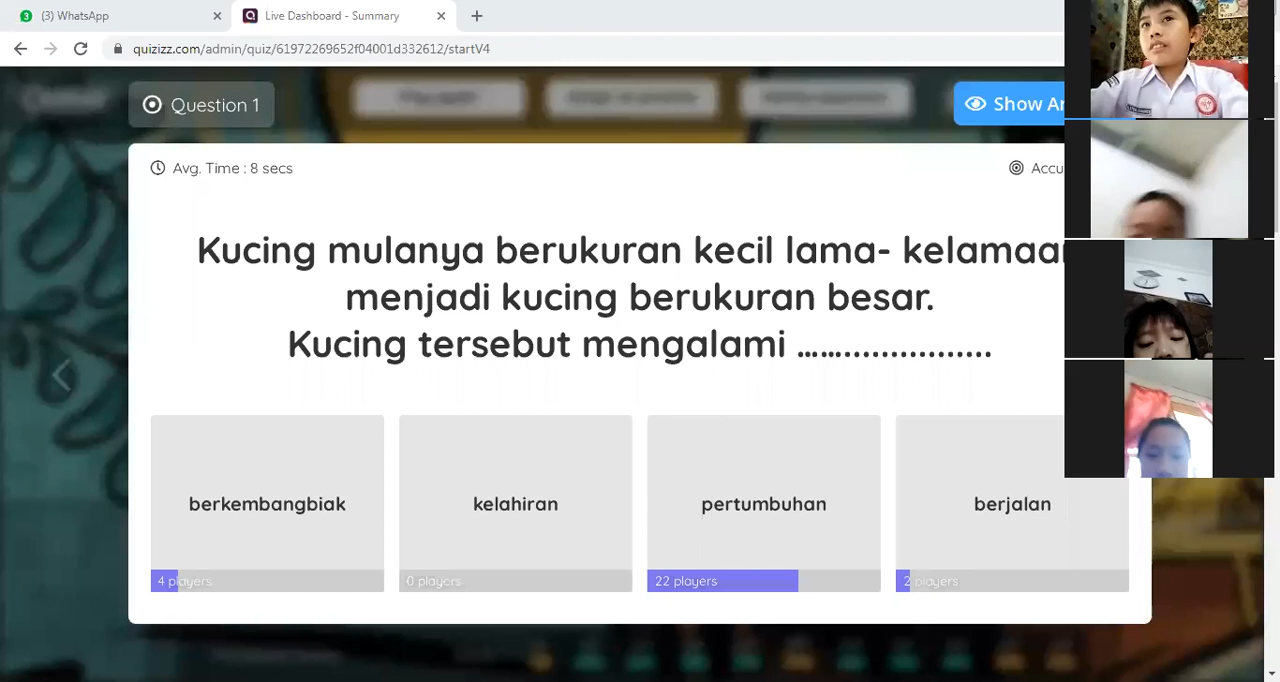 (3) WhatsApp
Live Dashboard - Summary
quizizz.com/admin/quiz/61972269652f04001d332612/startV4
Question 1
Show
Avg. Time : 8 secs
Kucing mulanya berukuran kecil lama- kelamaan
menjadi kucing berukuran besar.
Kucing tersebut mengalami .......................
berkembangbiak
kelahiran
pertumbuhan
berjalan
4 players
0 players
22 players
2 players